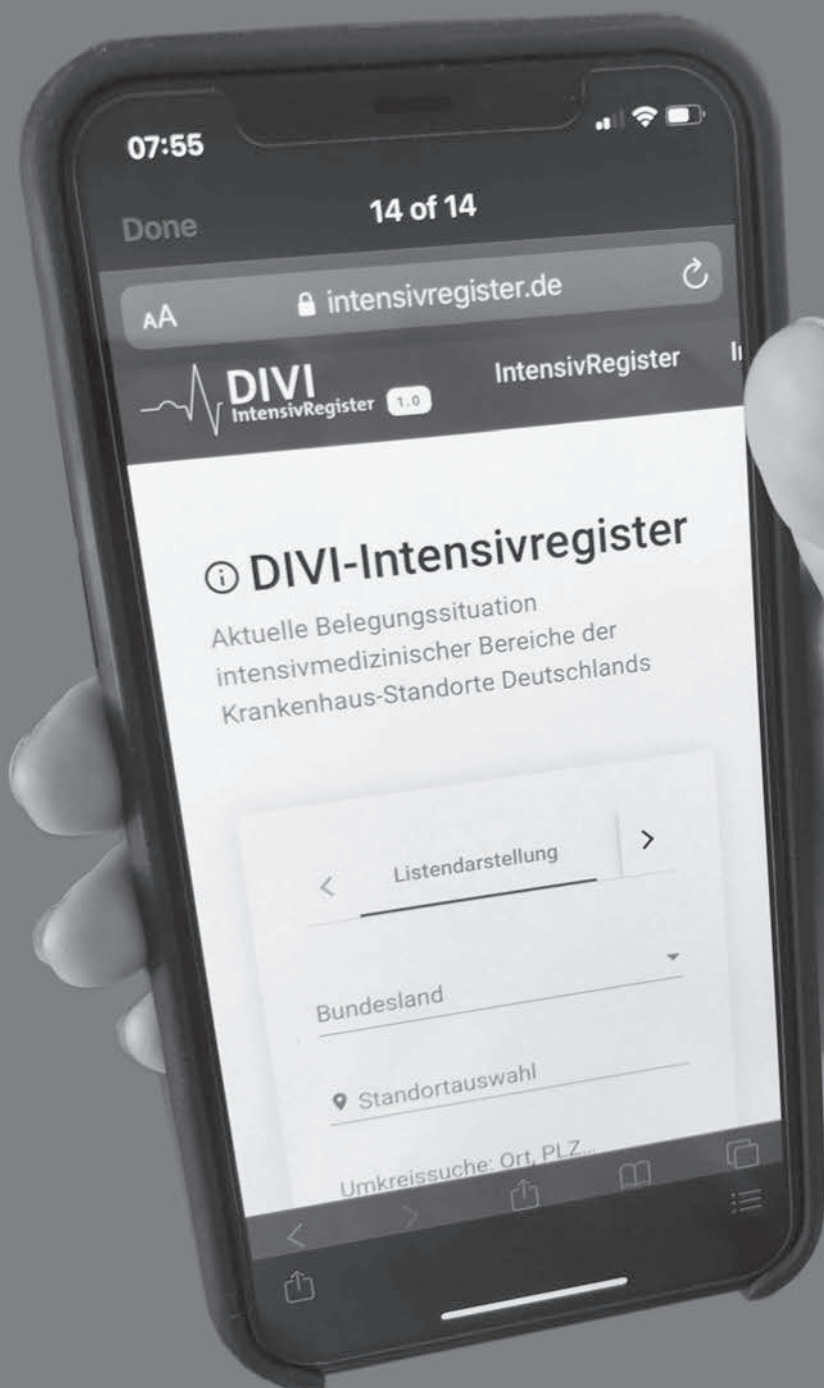 07:55
Done
14 of 14
AA
intensivregister.de
DIVI
IntensivRegister
1.0
IntensivRegister
DIVI-Intensivregister
Aktuelle Belegungssituation
intensivmedizinischer Bereiche der
Krankenhaus-Standorte Deutschlands
Listendarstellung
Bundesland
Standortauswahl
Umkreissuche: Ort, PLZ...